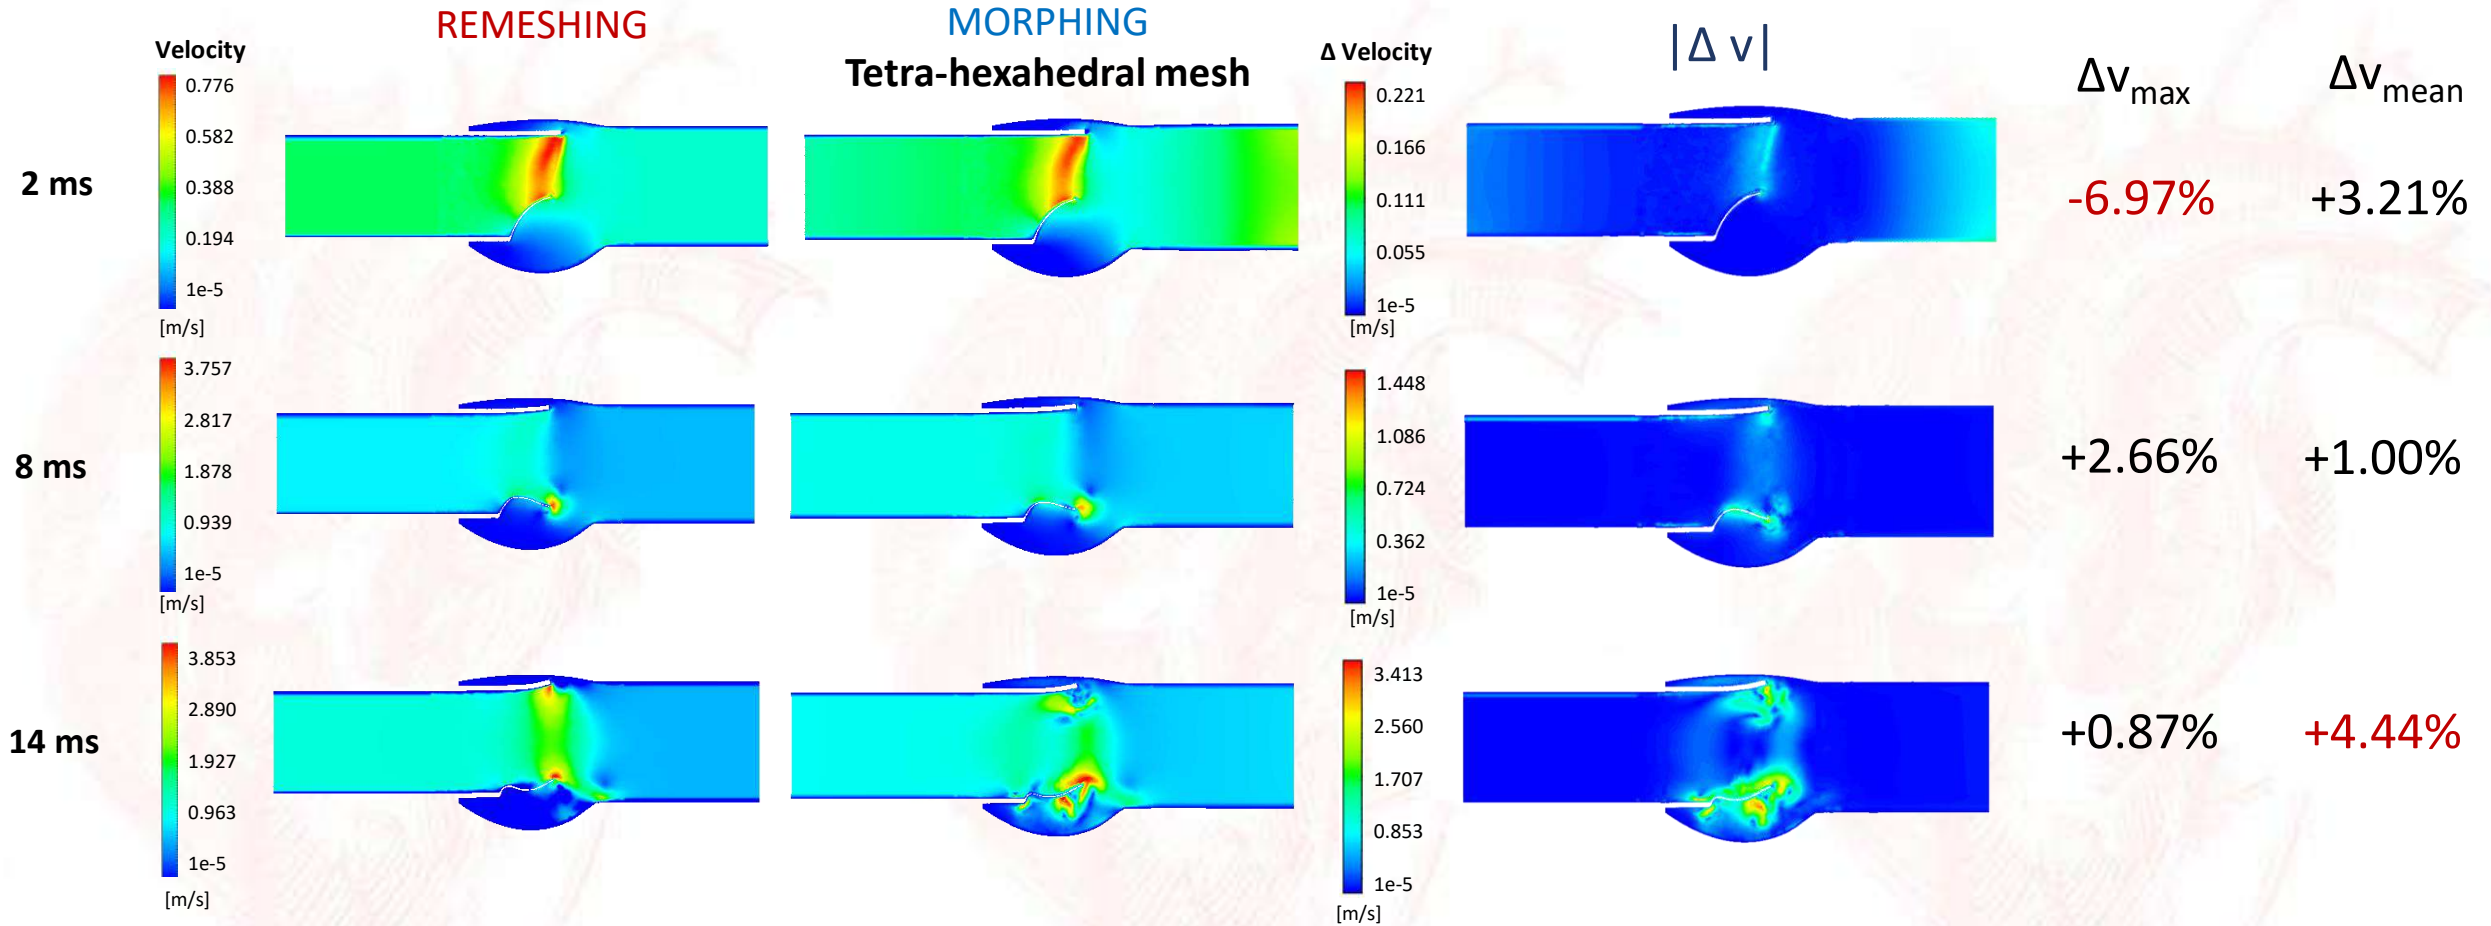 REMESHING
MORPHING
Tetra-hexahedral mesh
|Δ v|
Δvmax
Δvmean
Velocity
0.776
0.582
0.388
0.194
1e-5
[m/s]
Δ Velocity
0.221
0.166
0.111
0.055
1e-5
[m/s]
2 ms
-6.97%
+3.21%
3.757
2.817
1.878
0.939
1e-5
[m/s]
1.448
1.086
0.724
0.362
1e-5
[m/s]
8 ms
+2.66%
+1.00%
3.853
2.890
1.927
0.963
1e-5
[m/s]
3.413
2.560
1.707
0.853
1e-5
[m/s]
14 ms
+0.87%
+4.44%